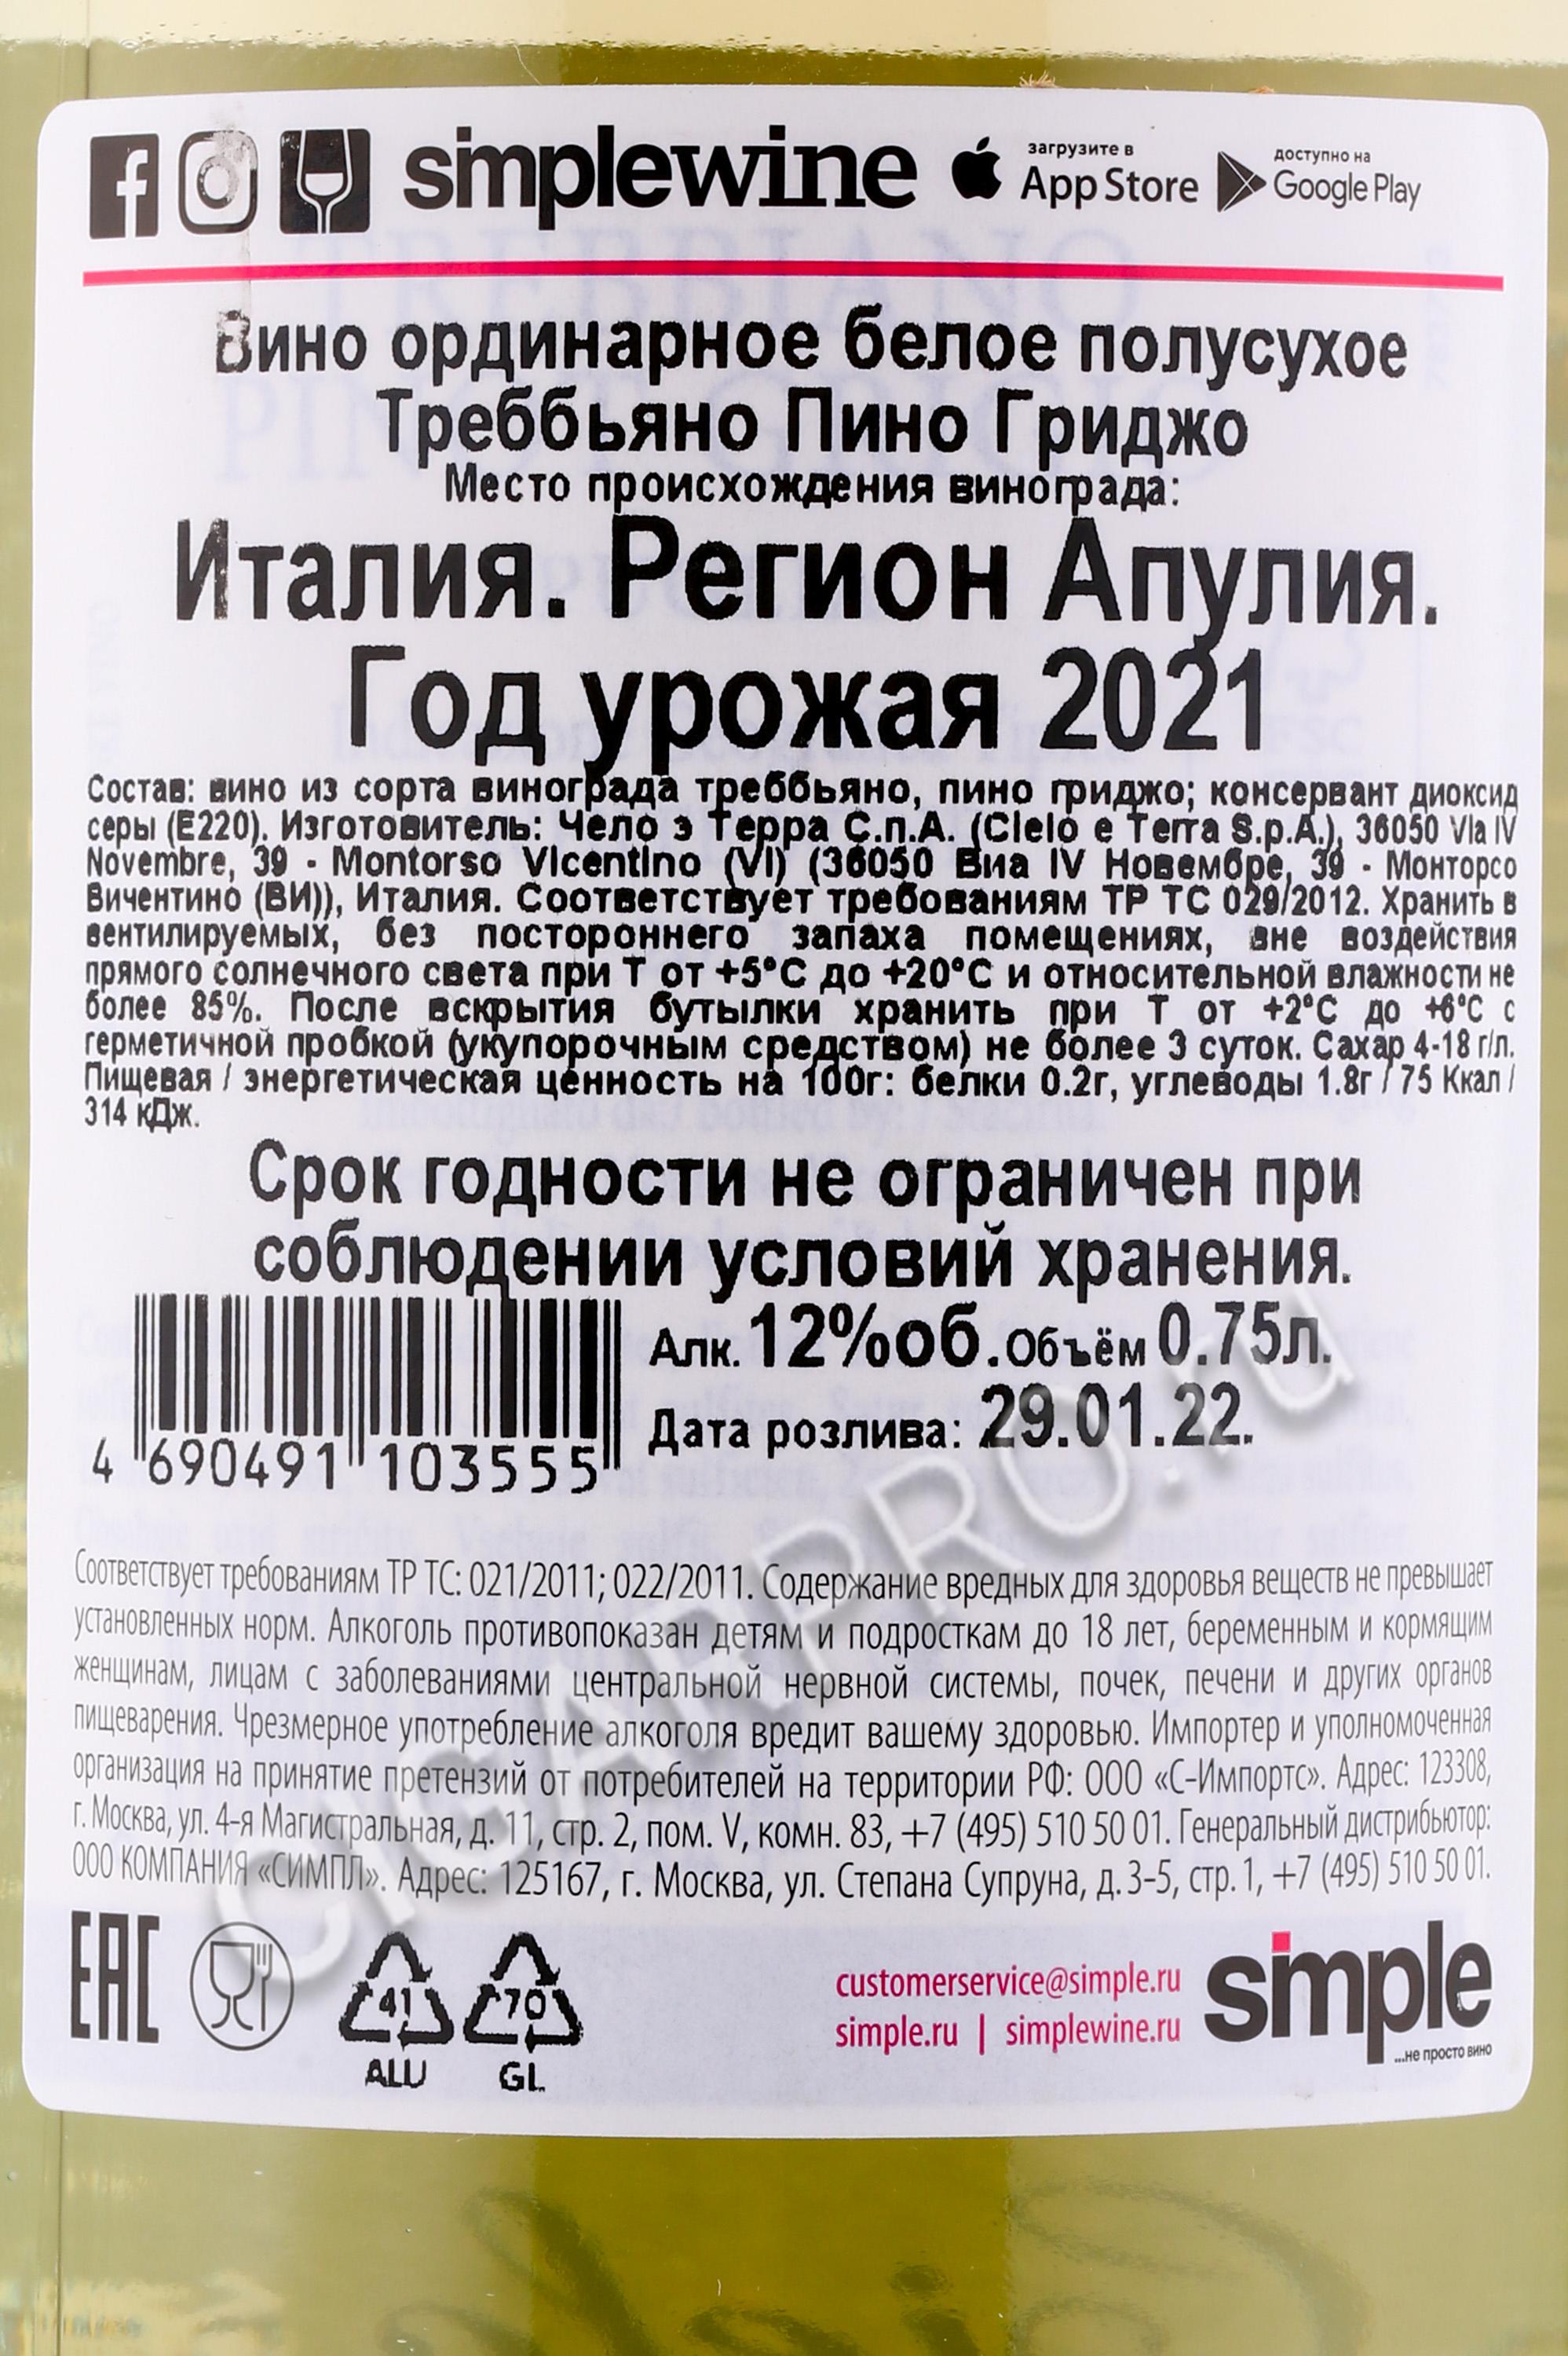 simplewine
загрузите в
App Store
доступно на
Google Play
Вино ординарное белое полусухое
Треббьяно Пино Гриджо
Место происхождения винограда:
Италия. Регион Апулия.
Год урожая 2021
Состав: вино из сорта винограда треббьяно, пино гриджо; консервант диоксид
серы (Е220). Изготовитель: Чело э Терра С.п.А. (Cielo e Terra S.p.A.), 36050 Via IV
Novembre, 39 - Montorso Vicentino (VI) (36050 Виа IV Новембре, 39 - Монторсо
Вичентино (ВИ)), Италия. Соответствует требованиям ТР ТС 029/2012. Хранить в
вентилируемых, без постороннего запаха помещениях, вне воздействия
прямого солнечного света при Т от +5°С до +20°С и относительной влажности не
более 85%. После вскрытия бутылки хранить при Т от +2°С до +6°С с
герметичной пробкой (укупорочным средством) не более 3 суток. Сахар 4-18 г/л.
Пищевая / энергетическая ценность на 100г: белки 0.2г, углеводы 1.8г / 75 Ккал /
314 кДж.
Срок годности не ограничен при
соблюдении условий хранения.
Алк. 12%об. Объём 0.75л.
Дата розлива: 29.01.22.
4 690491 103555
Соответствует требованиям ТР ТС: 021/2011; 022/2011. Содержание вредных для здоровья веществ не превышает
установленных норм. Алкоголь противопоказан детям и подросткам до 18 лет, беременным и кормящим
женщинам, лицам с заболеваниями центральной нервной системы, почек, печени и других органов
пищеварения. Чрезмерное употребление алкоголя вредит вашему здоровью. Импортер и уполномоченная
организация на принятие претензий от потребителей на территории РФ: ООО «С-Импортс». Адрес: 123308,
г. Москва, ул. 4-я Магистральная, д. 11, стр. 2, пом. V, комн. 83, +7 (495) 510 50 01. Генеральный дистрибьютор:
ООО КОМПАНИЯ «СИМПЛ». Адрес: 125167, г. Москва, ул. Степана Супруна, д. 3-5, стр. 1, +7 (495) 510 50 01.
CIGARPRO.ru
EAC
41
ALU
70
GL
customerservice@simple.ru
simple.ru | simplewine.ru
simple
...не просто вино